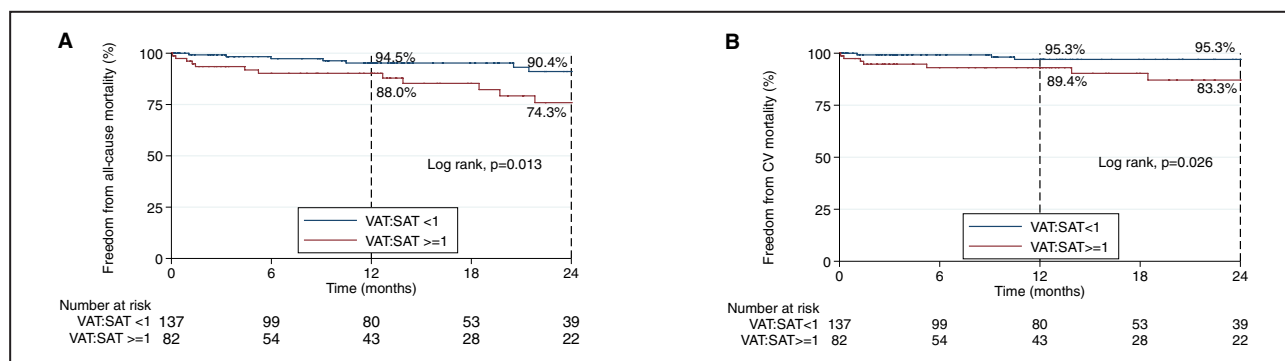 A
Freedom from all-cause mortality (%)
100
75
50
25
0
94.5%
90.4%
88.0%
74.3%
Log rank, p=0.013
VAT:SAT <1
VAT:SAT >=1
0 6 12 18 24
Time (months)
Number at risk
VAT:SAT <1 137 99 80 53 39
VAT:SAT >=1 82 54 43 28 22
B
Freedom from CV mortality (%)
100
75
50
25
0
95.3%
95.3%
89.4%
83.3%
Log rank, p=0.026
VAT:SAT<1
VAT:SAT>=1
0 6 12 18 24
Time (months)
Number at risk
VAT:SAT<1 137 99 80 53 39
VAT:SAT>=1 82 54 43 28 22